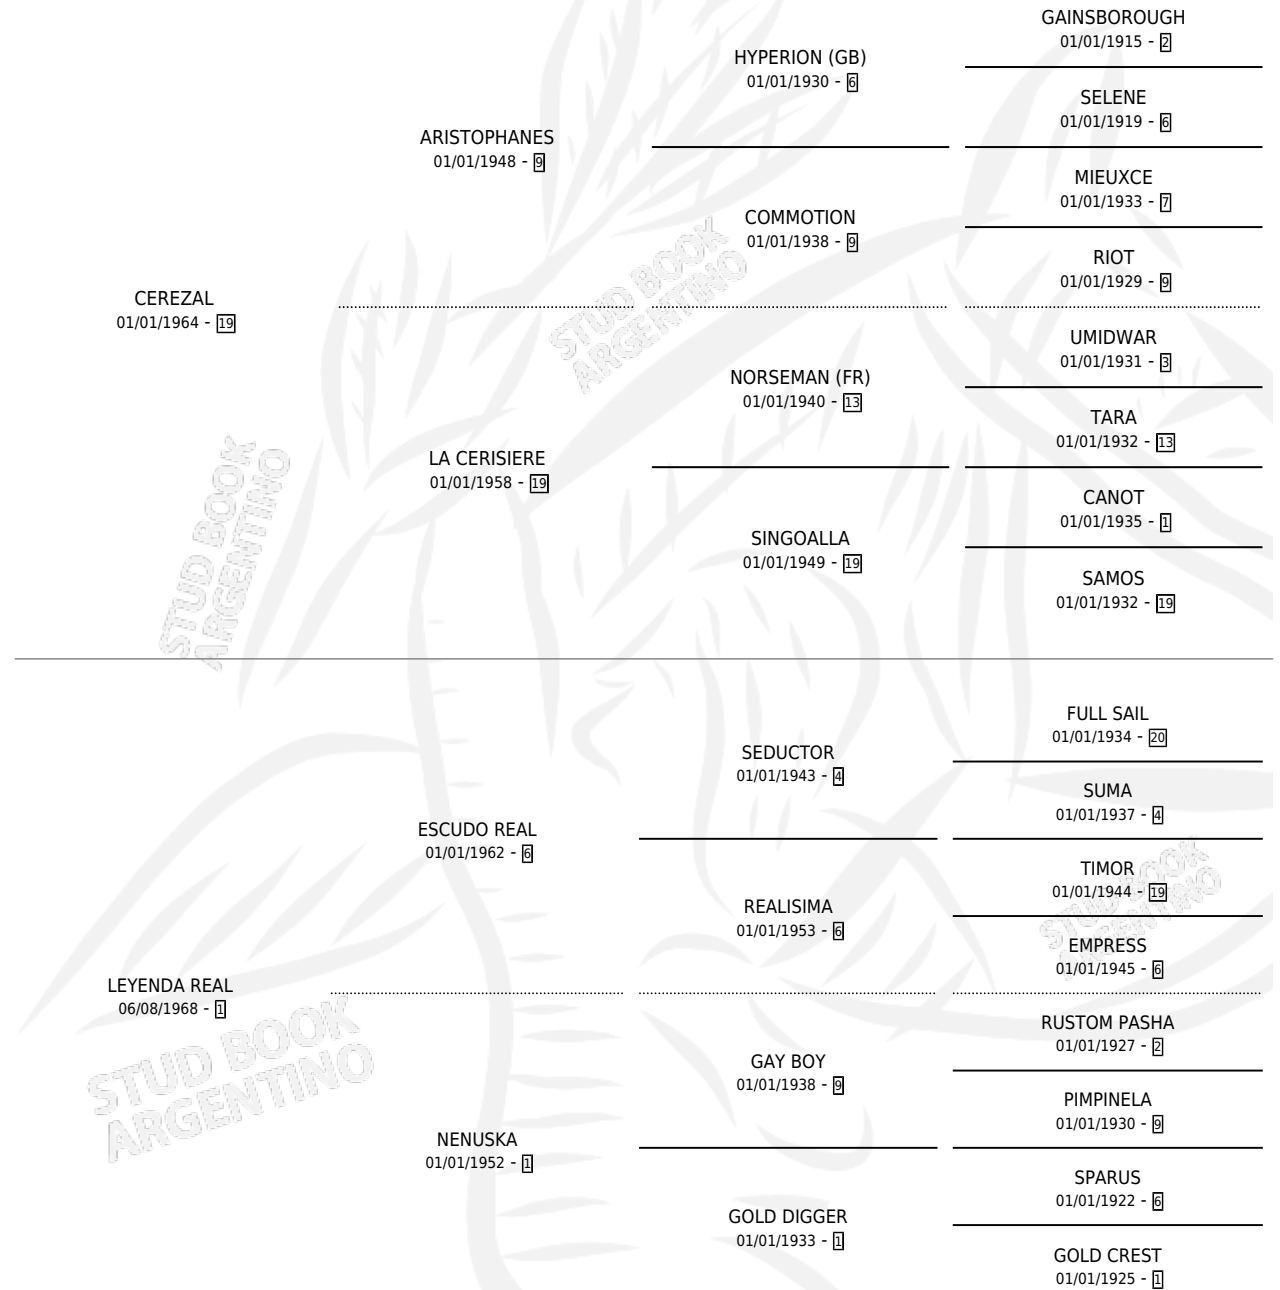 GAINSBOROUGH
01/01/1915 - 2
HYPERION (GB)
01/01/1930 - 6
SELENE
01/01/1919 - 6
ARISTOPHANES
01/01/1948 - 9
MIEUXCE
01/01/1933 - 7
COMMOTION
01/01/1938 - 9
RIOT
01/01/1929 - 9
CEREZAL
01/01/1964 - 19
UMIDWAR
01/01/1931 - 3
NORSEMAN (FR)
01/01/1940 - 13
TARA
01/01/1932 - 13
LA CERISIERE
01/01/1958 - 19
CANOT
01/01/1935 - 1
SINGOALLA
01/01/1949 - 19
SAMOS
01/01/1932 - 19
FULL SAIL
01/01/1934 - 20
SEDUCTOR
01/01/1943 - 4
SUMA
01/01/1937 - 4
ESCUDO REAL
01/01/1962 - 6
TIMOR
01/01/1944 - 19
REALISIMA
01/01/1953 - 6
EMPRESS
01/01/1945 - 6
LEYENDA REAL
06/08/1968 - 1
RUSTOM PASHA
01/01/1927 - 2
GAY BOY
01/01/1938 - 9
PIMPINELA
01/01/1930 - 9
NENUSKA
01/01/1952 - 1
SPARUS
01/01/1922 - 6
GOLD DIGGER
01/01/1933 - 1
GOLD CREST
01/01/1925 - 1
STUD BOOK
ARGENTINO
STUD BOOK
ARGENTINO
STUD BOOK
ARGENTINO
STUD BOOK
ARGENTINO